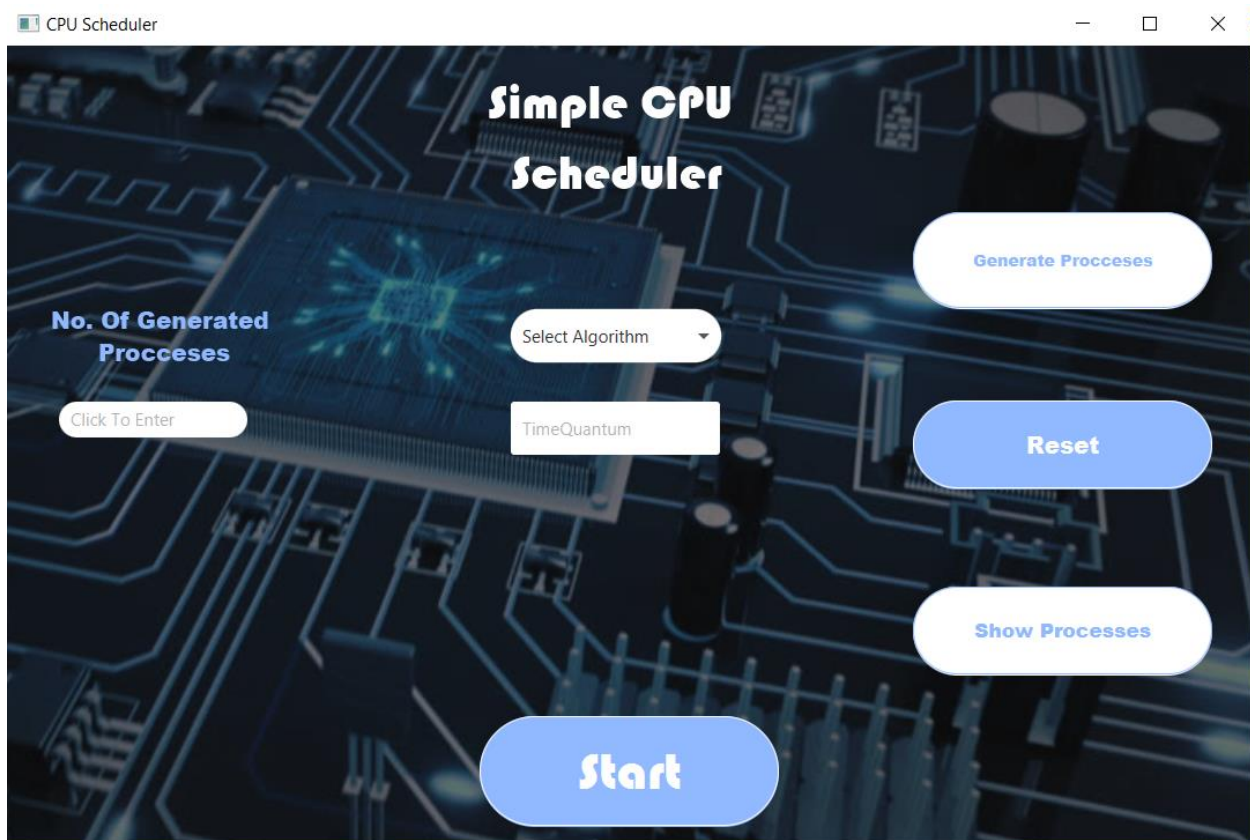 CPU Scheduler
Simple CPU
Scheduler
Generate Procceses
No. Of Generated
Procceses
Select Algorithm
Click To Enter
TimeQuantum
Reset
Show Processes
Start